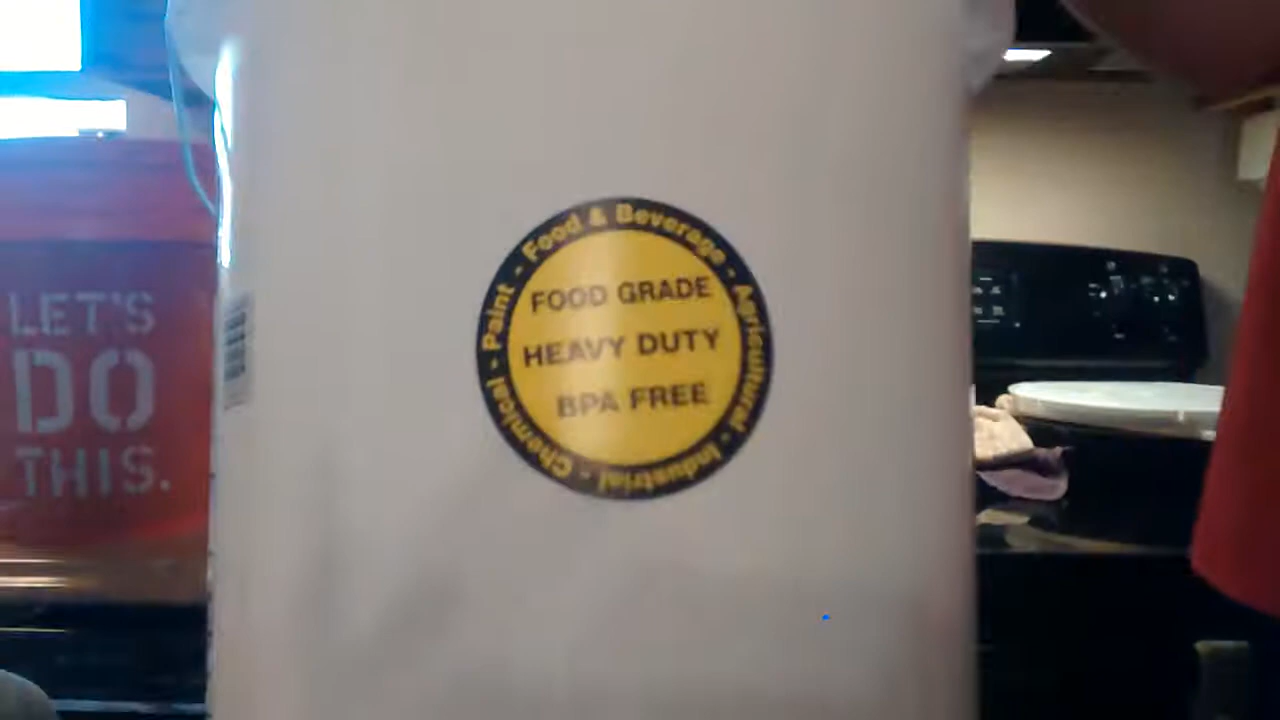 LET'S
DO
THIS.
Food & Beverage - Agricultural - Industrial - Chemical - Paint -
FOOD GRADE
HEAVY DUTY
BPA FREE